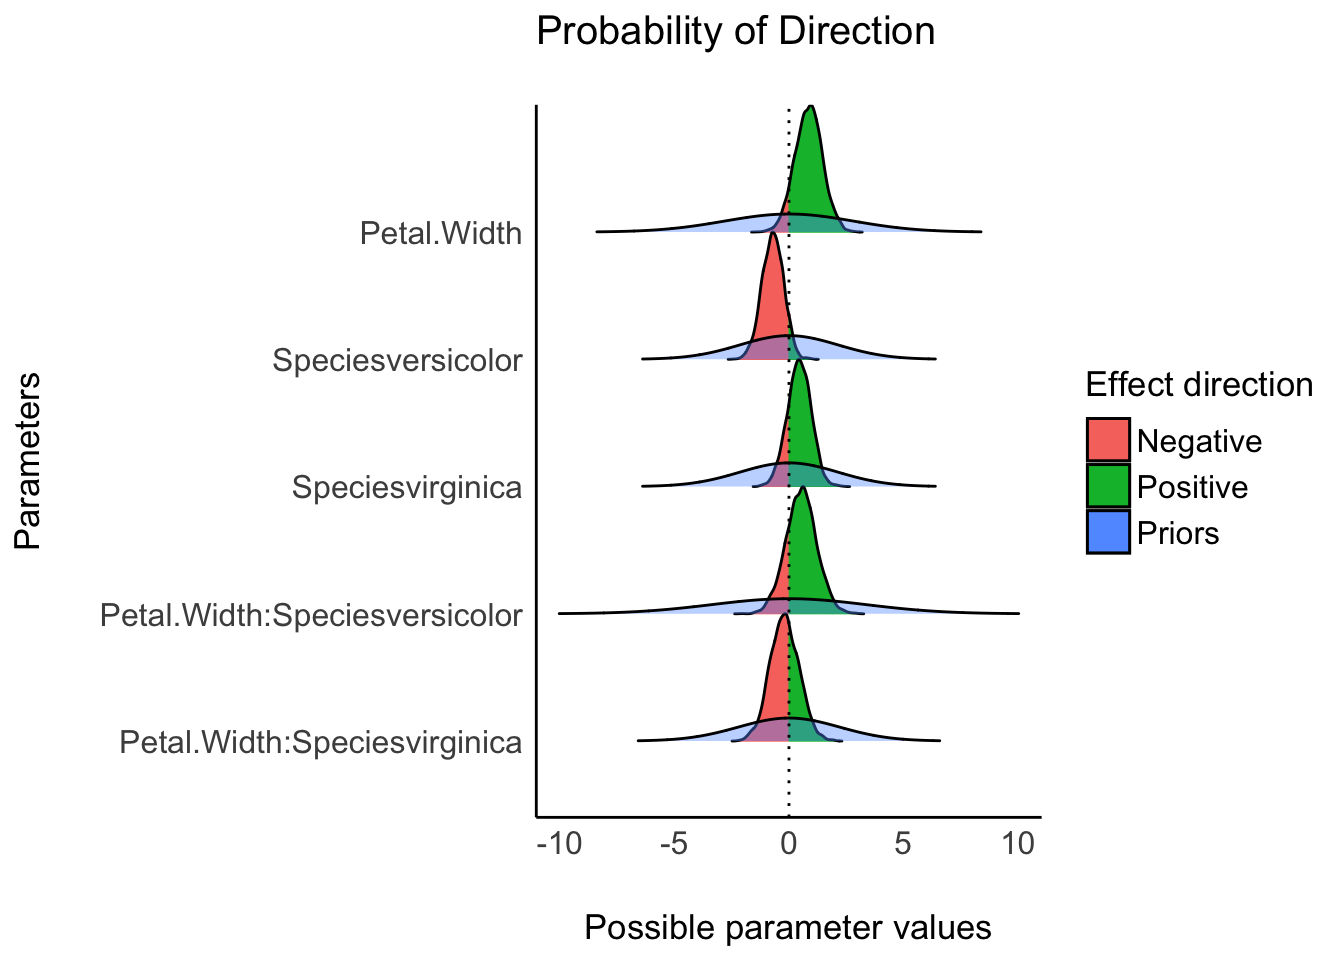 Probability of Direction
Parameters
Petal.Width
Speciesversicolor
Speciesvirginica
Petal.Width:Speciesversicolor
Petal.Width:Speciesvirginica
-10 -5 0 5 10
Possible parameter values
Effect direction
Negative
Positive
Priors